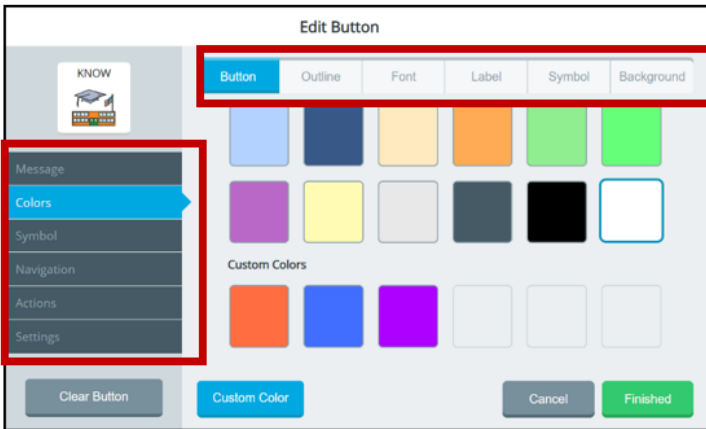 Edit Button
KNOW
Button Outline Font Label Symbol Background
Message
Colors
Symbol
Navigation
Actions
Settings
Custom Colors
Clear Button
Custom Color
Cancel
Finished